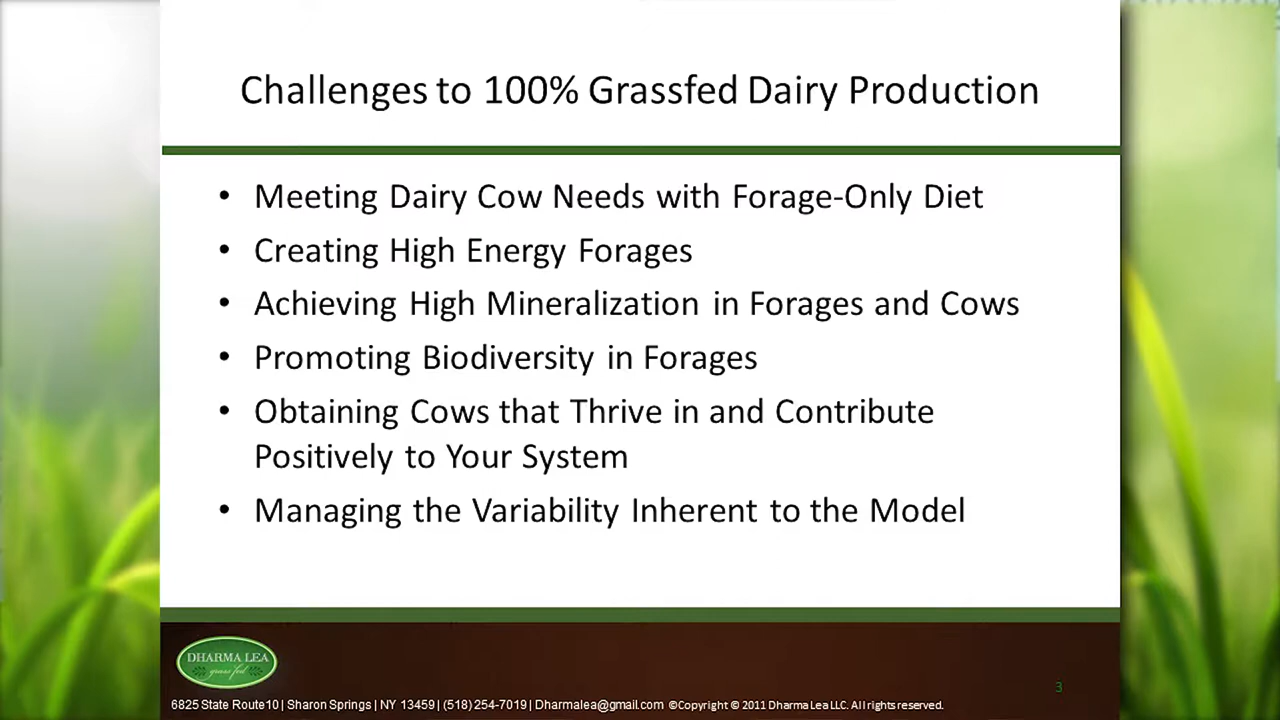 Challenges to 100% Grassfed Dairy Production
• Meeting Dairy Cow Needs with Forage-Only Diet
• Creating High Energy Forages
• Achieving High Mineralization in Forages and Cows
• Promoting Biodiversity in Forages
• Obtaining Cows that Thrive in and Contribute
Positively to Your System
• Managing the Variability Inherent to the Model
DHARMA LEA
grass fed
3
6825 State Route10 | Sharon Springs | NY 13459 | (518) 254-7019 | Dharmalea@gmail.com ©Copyright © 2011 Dharma Lea LLC. All rights reserved.